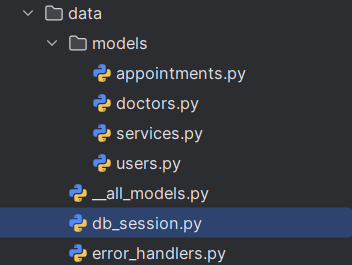 data
models
appointments.py
doctors.py
services.py
users.py
__all_models.py
db_session.py
error_handlers.py